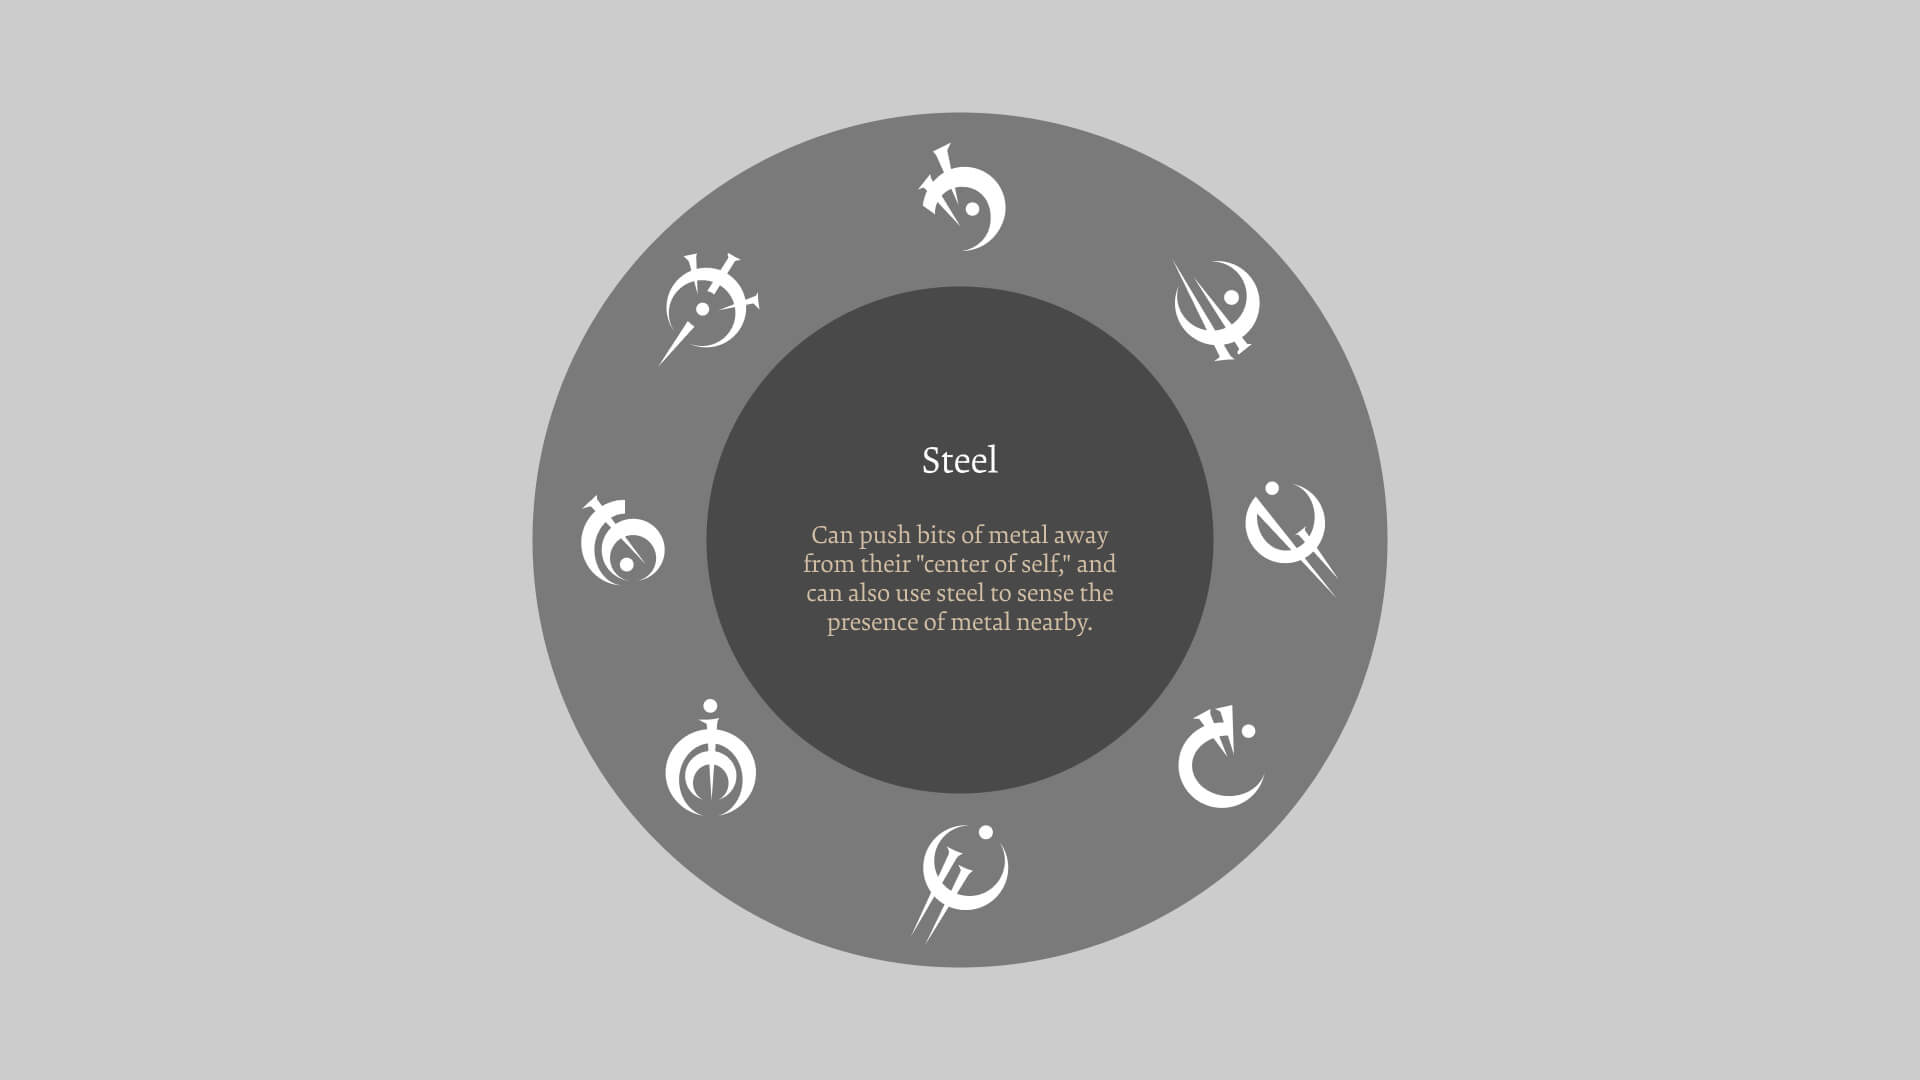 Steel
Can push bits of metal away
from their "center of self," and
can also use steel to sense the
presence of metal nearby.